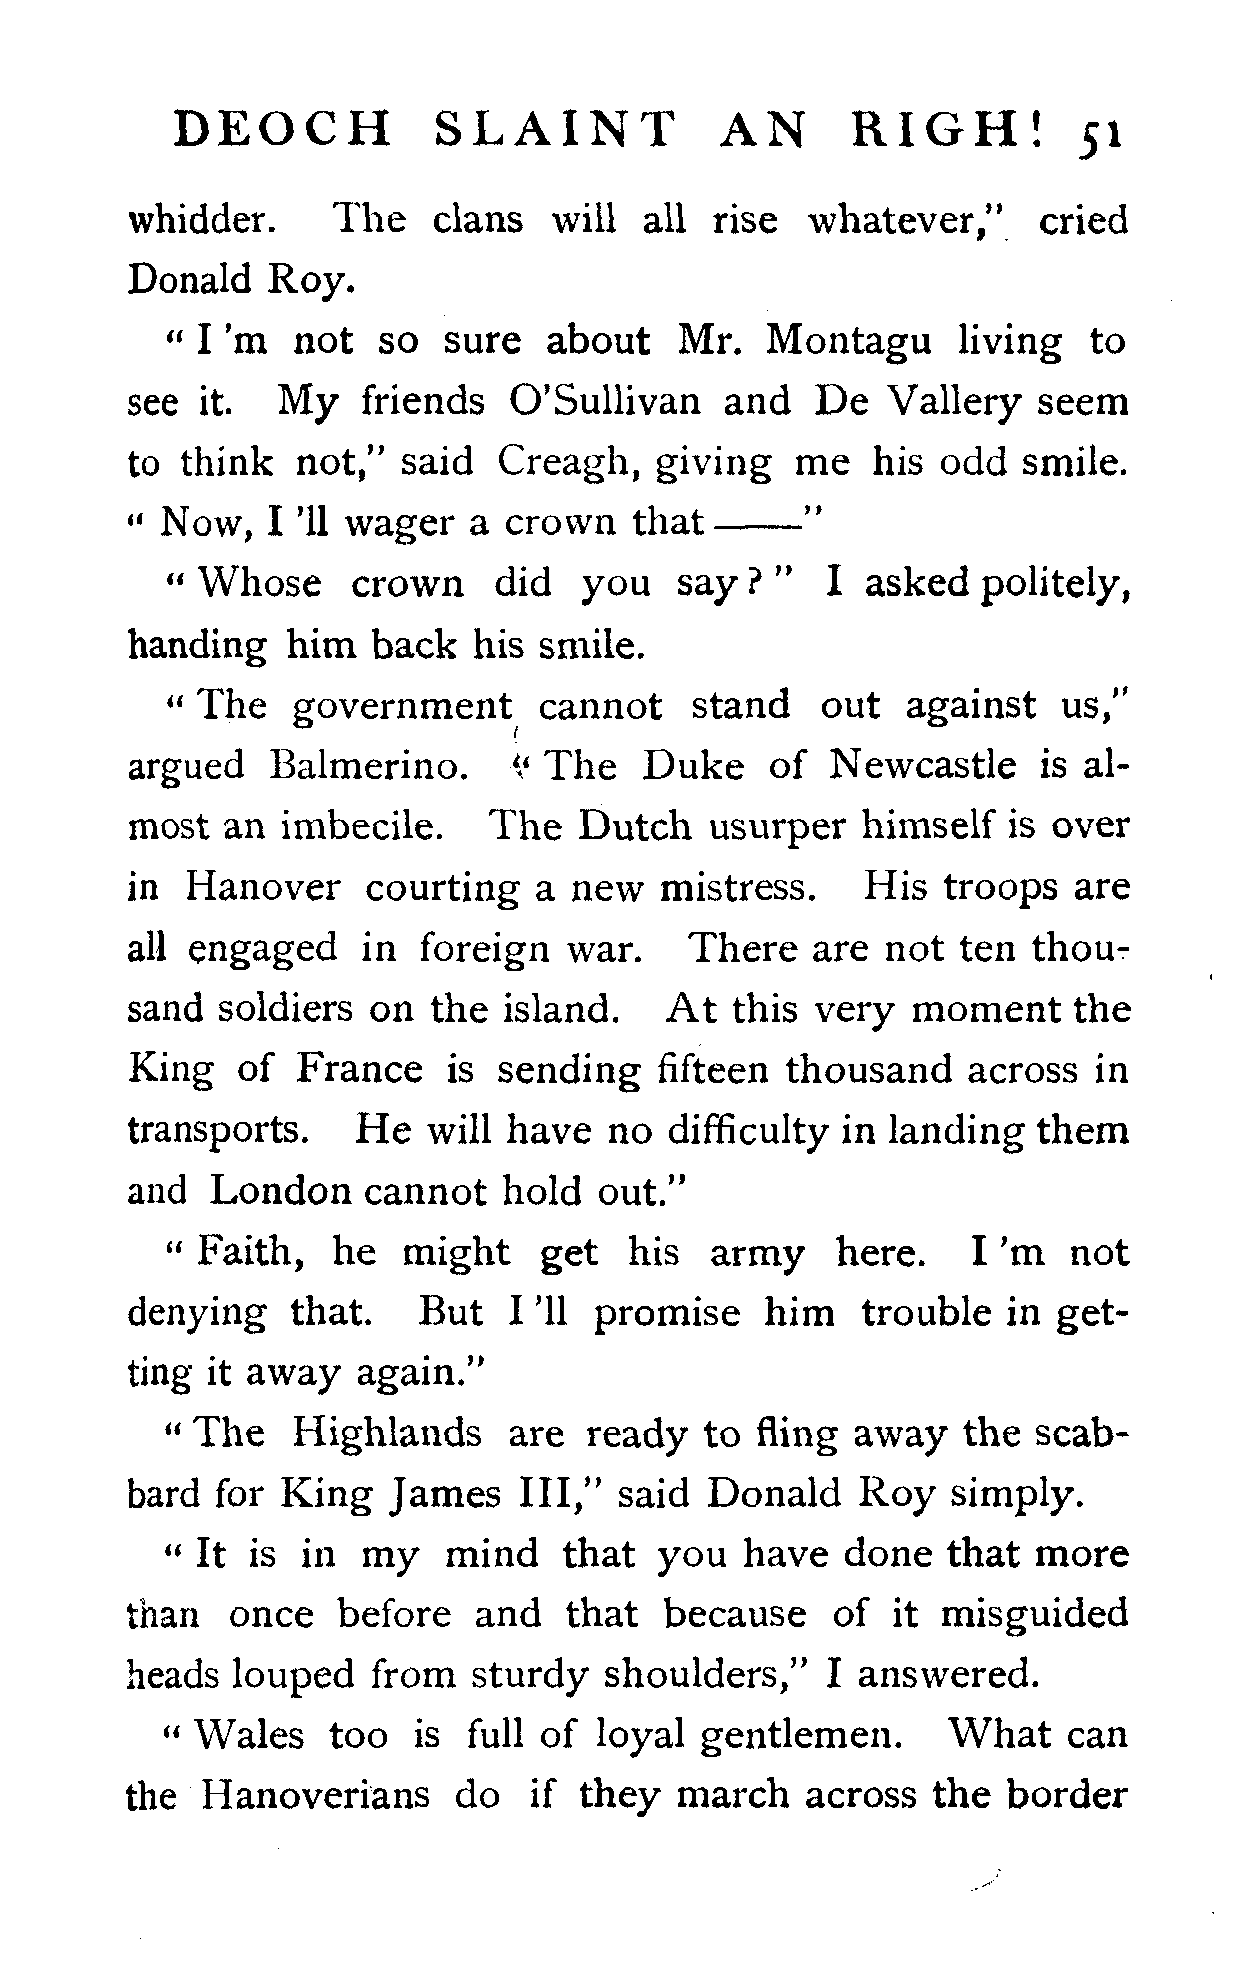 DEOCH SLAINT AN RIGH! 51
whidder. The clans will all rise whatever," cried
Donald Roy.
" I 'm not so sure about Mr. Montagu living to
see it. My friends O'Sullivan and De Vallery seem
to think not," said Creagh, giving me his odd smile.
" Now, I 'll wager a crown that ——"
" Whose crown did you say ? " I asked politely,
handing him back his smile.
" The government cannot stand out against us,"
argued Balmerino. " The Duke of Newcastle is al-
most an imbecile. The Dutch usurper himself is over
in Hanover courting a new mistress. His troops are
all engaged in foreign war. There are not ten thou-
sand soldiers on the island. At this very moment the
King of France is sending fifteen thousand across in
transports. He will have no difficulty in landing them
and London cannot hold out."
" Faith, he might get his army here. I 'm not
denying that. But I 'll promise him trouble in get-
ting it away again."
" The Highlands are ready to fling away the scab-
bard for King James III," said Donald Roy simply.
" It is in my mind that you have done that more
than once before and that because of it misguided
heads louped from sturdy shoulders," I answered.
" Wales too is full of loyal gentlemen. What can
the Hanoverians do if they march across the border